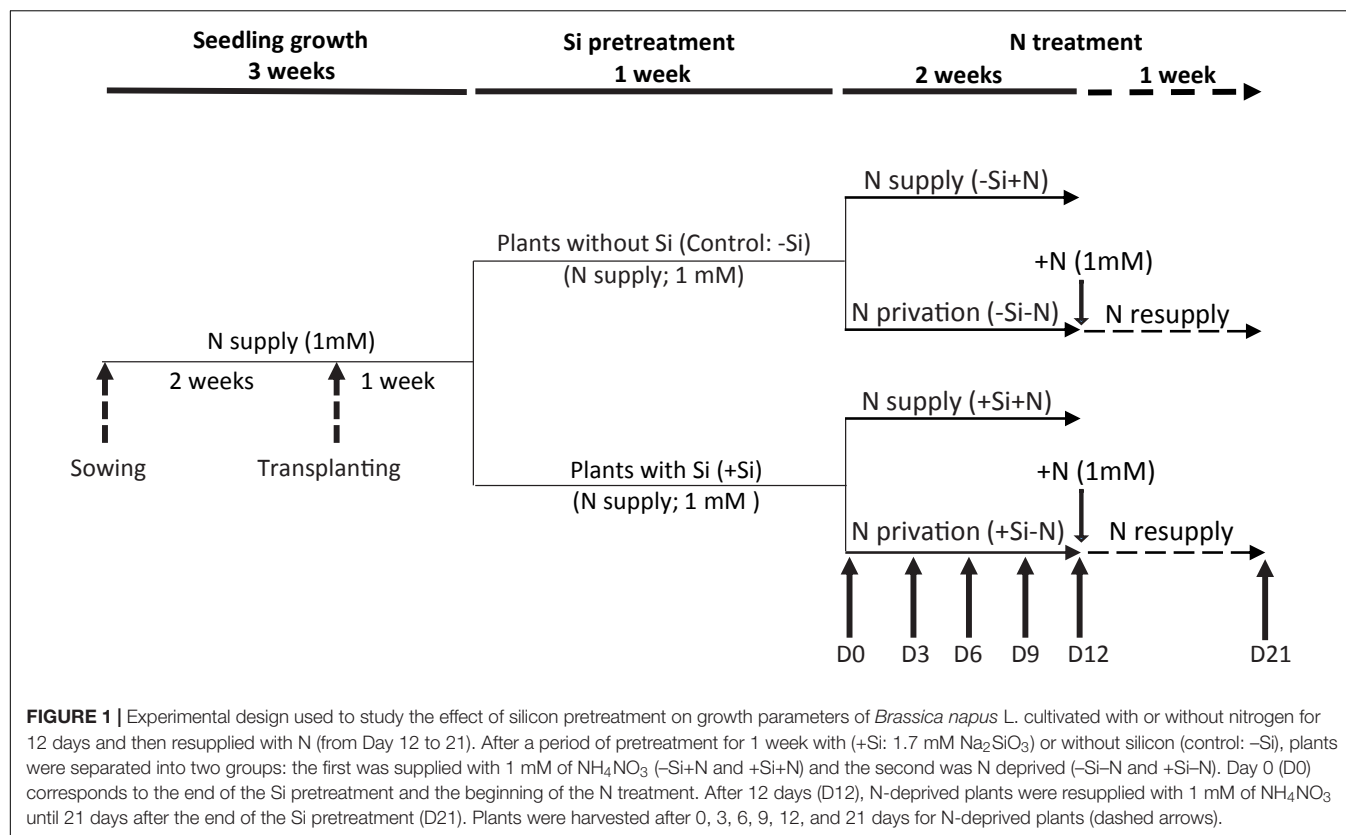 Seedling growth
3 weeks
Si pretreatment
1 week
N treatment
2 weeks
1 week
N supply (-Si+N)
Plants without Si (Control: -Si)
(N supply; 1 mM)
+N (1mM)
N privation (-Si-N)
N resupply
N supply (1mM)
2 weeks
1 week
N supply (+Si+N)
Sowing
Transplanting
Plants with Si (+Si)
(N supply; 1 mM )
+N (1mM)
N privation (+Si-N)
N resupply
D0
D3
D6
D9
D12
D21
FIGURE 1 | Experimental design used to study the effect of silicon pretreatment on growth parameters of Brassica napus L. cultivated with or without nitrogen for
12 days and then resupplied with N (from Day 12 to 21). After a period of pretreatment for 1 week with (+Si: 1.7 mM Na₂SiO₃) or without silicon (control: –Si), plants
were separated into two groups: the first was supplied with 1 mM of NH₄NO₃ (–Si+N and +Si+N) and the second was N deprived (–Si–N and +Si–N). Day 0 (D0)
corresponds to the end of the Si pretreatment and the beginning of the N treatment. After 12 days (D12), N-deprived plants were resupplied with 1 mM of NH₄NO₃
until 21 days after the end of the Si pretreatment (D21). Plants were harvested after 0, 3, 6, 9, 12, and 21 days for N-deprived plants (dashed arrows).